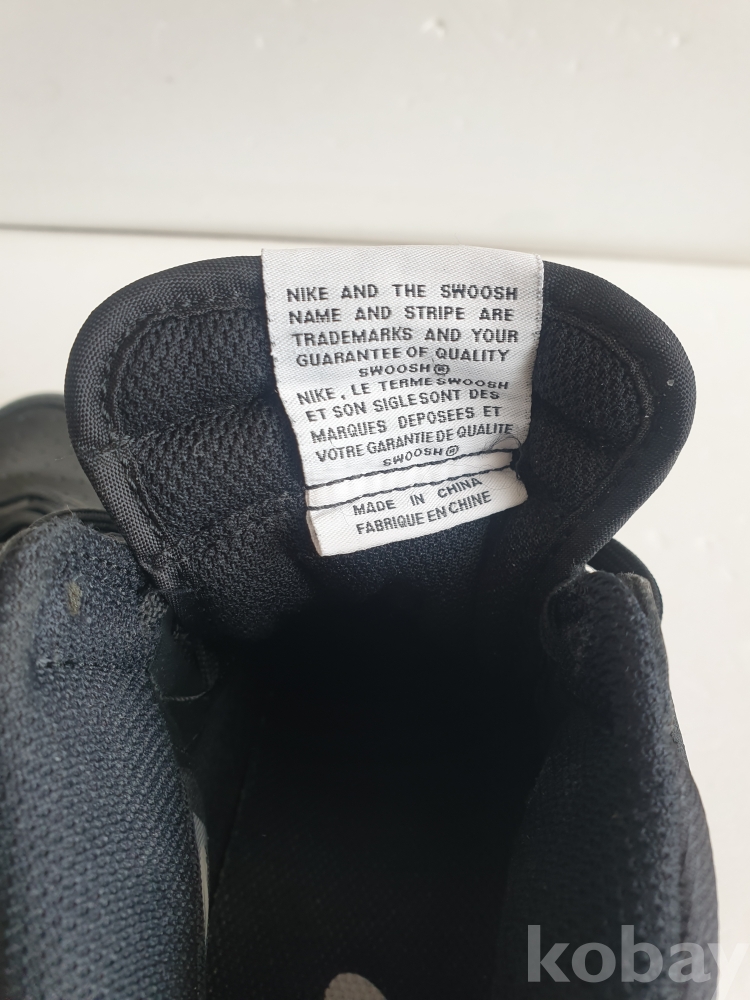 NIKE AND THE SWOOSH
NAME AND STRIPE ARE
TRADEMARKS AND YOUR
GUARANTEE OF QUALITY
SWOOSH®
NIKE, LE TERME SWOOSH
ET SON SIGLE SONT DES
MARQUES DEPOSEES ET
VOTRE GARANTIE DE QUALITE
SWOOSH®
MADE IN CHINA
FABRIQUE EN CHINE
kobay